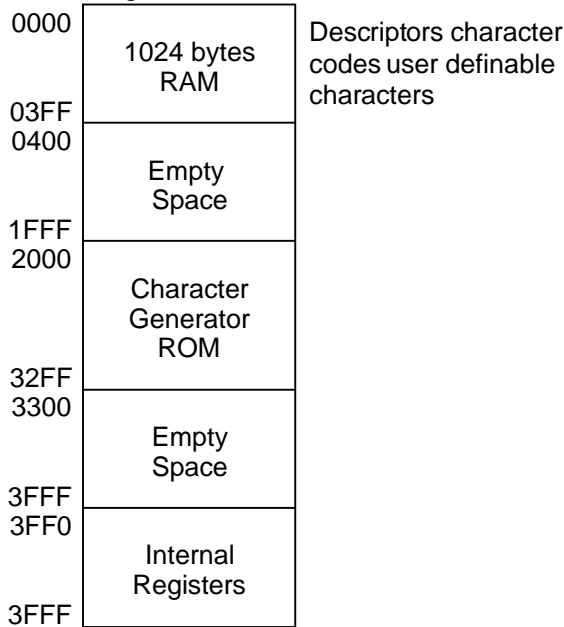 0000
1024 bytes
RAM
Descriptors character
codes user definable
characters
03FF
0400
Empty
Space
1FFF
2000
Character
Generator
ROM
32FF
3300
Empty
Space
3FFF
3FF0
Internal
Registers
3FFF